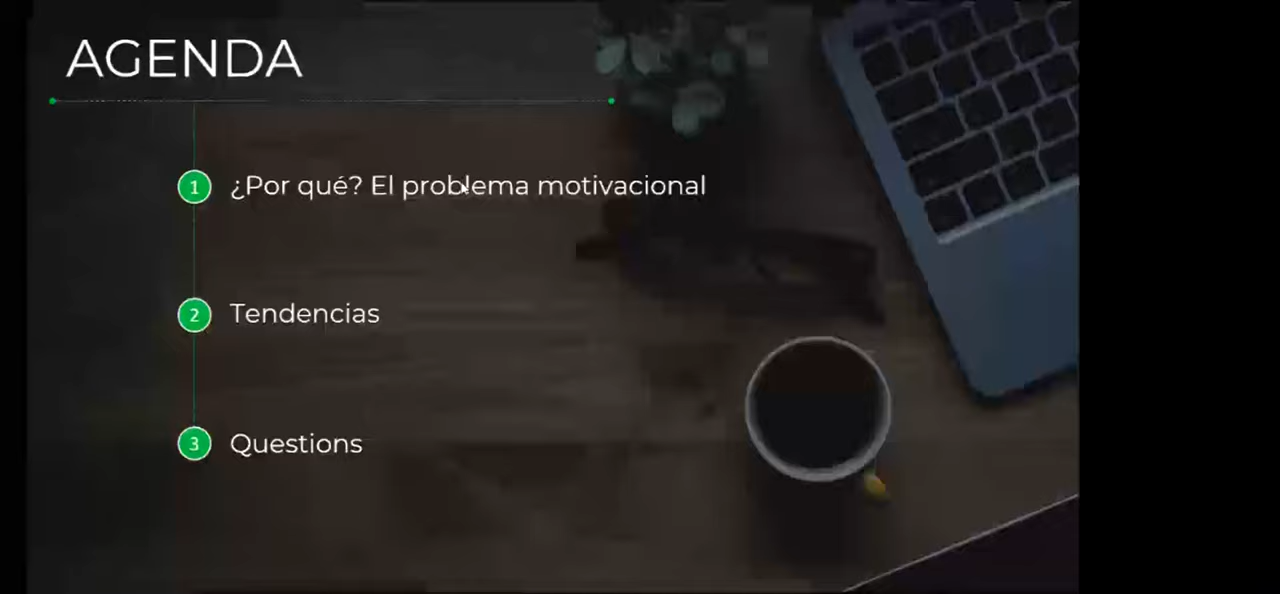 AGENDA
1 ¿Por qué? El problema motivacional
2 Tendencias
3 Questions